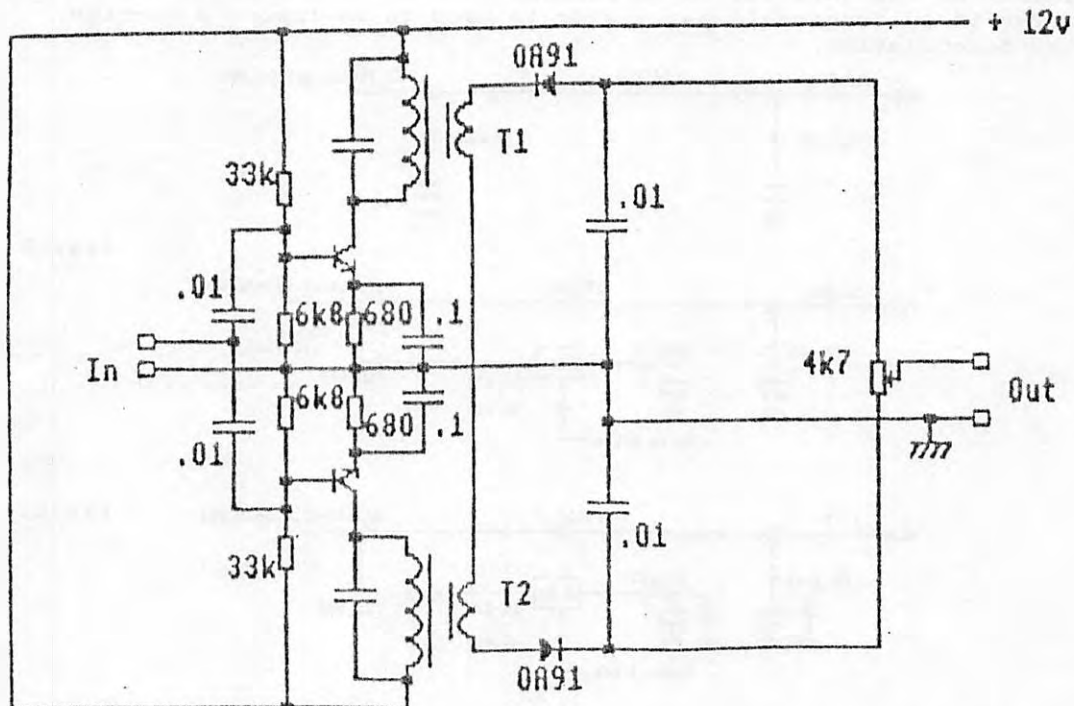 + 12v
OA91
T1
33k
.01
.01
6k8 680 .1
In
4k7
Out
6k8
680 .1
.01
.01
33k
T2
OA91